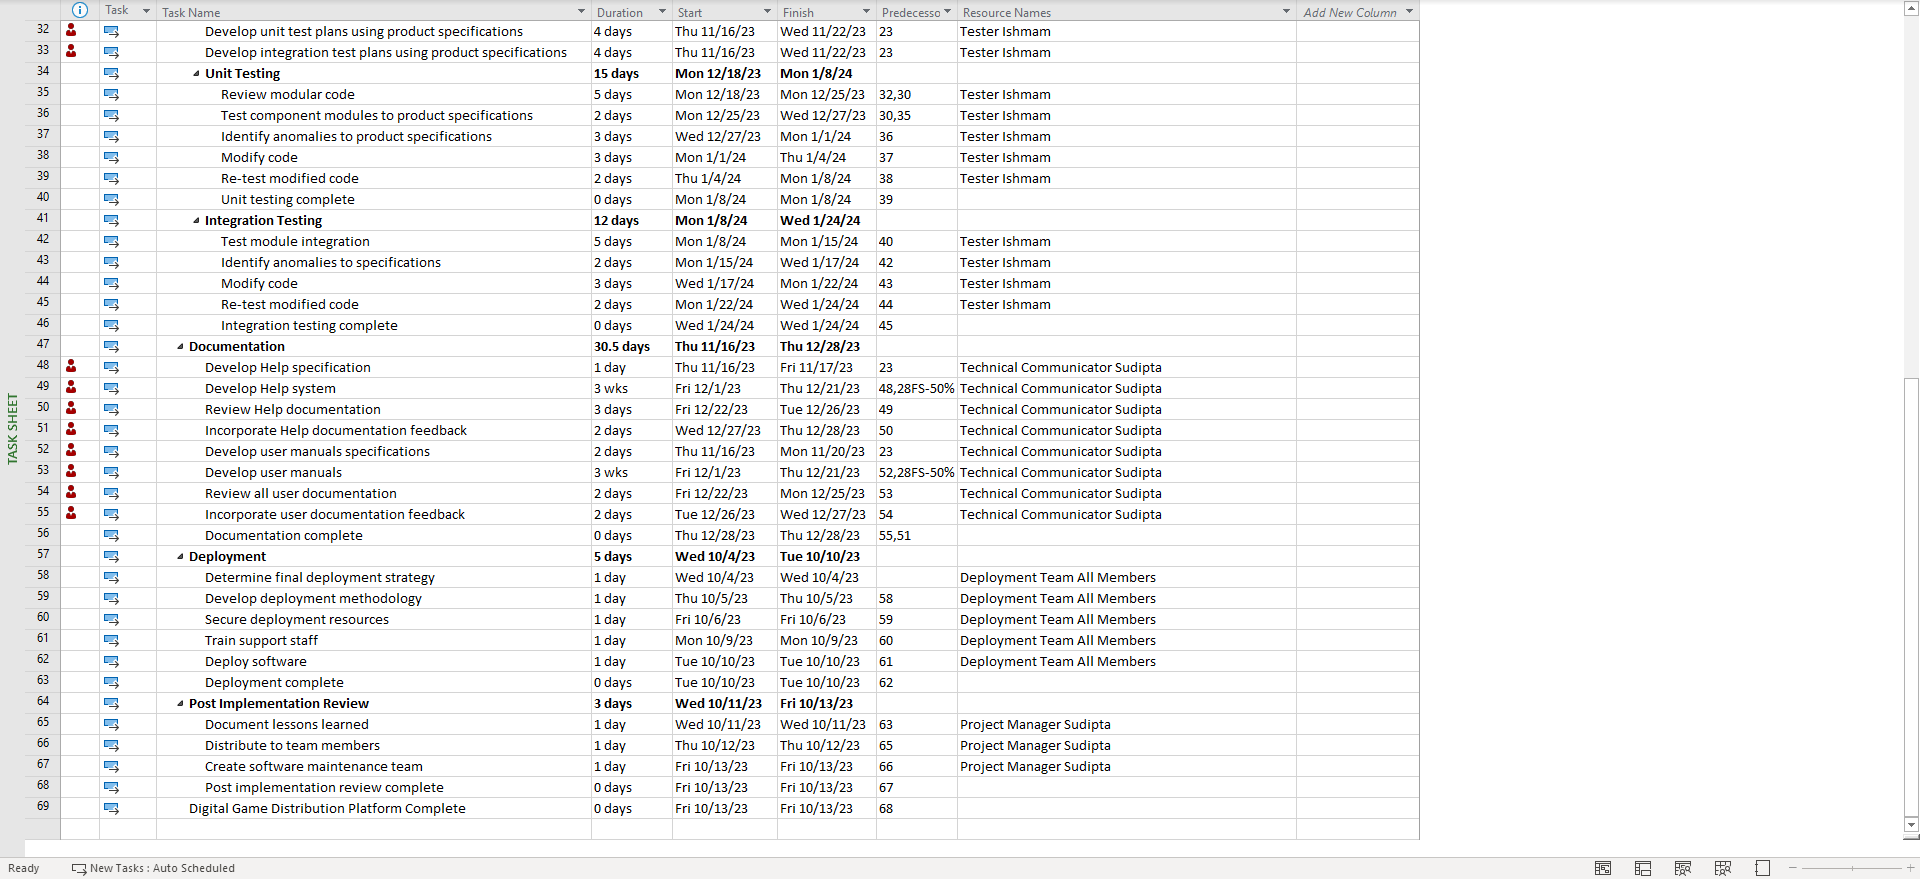 Task Task Name Duration Start Finish Predecesso Resource Names Add New Column
32 Develop unit test plans using product specifications 4 days Thu 11/16/23 Wed 11/22/23 23 Tester Ishmam
33 Develop integration test plans using product specifications 4 days Thu 11/16/23 Wed 11/22/23 23 Tester Ishmam
34 Unit Testing 15 days Mon 12/18/23 Mon 1/8/24
35 Review modular code 5 days Mon 12/18/23 Mon 12/25/23 32,30 Tester Ishmam
36 Test component modules to product specifications 2 days Mon 12/25/23 Wed 12/27/23 30,35 Tester Ishmam
37 Identify anomalies to product specifications 3 days Wed 12/27/23 Mon 1/1/24 36 Tester Ishmam
38 Modify code 3 days Mon 1/1/24 Thu 1/4/24 37 Tester Ishmam
39 Re-test modified code 2 days Thu 1/4/24 Mon 1/8/24 38 Tester Ishmam
40 Unit testing complete 0 days Mon 1/8/24 Mon 1/8/24 39
41 Integration Testing 12 days Mon 1/8/24 Wed 1/24/24
42 Test module integration 5 days Mon 1/8/24 Mon 1/15/24 40 Tester Ishmam
43 Identify anomalies to specifications 2 days Mon 1/15/24 Wed 1/17/24 42 Tester Ishmam
44 Modify code 3 days Wed 1/17/24 Mon 1/22/24 43 Tester Ishmam
45 Re-test modified code 2 days Mon 1/22/24 Wed 1/24/24 44 Tester Ishmam
46 Integration testing complete 0 days Wed 1/24/24 Wed 1/24/24 45
47 Documentation 30.5 days Thu 11/16/23 Thu 12/28/23
48 Develop Help specification 1 day Thu 11/16/23 Fri 11/17/23 23 Technical Communicator Sudipta
49 Develop Help system 3 wks Fri 12/1/23 Thu 12/21/23 48,28FS-50% Technical Communicator Sudipta
50 Review Help documentation 3 days Fri 12/22/23 Tue 12/26/23 49 Technical Communicator Sudipta
51 Incorporate Help documentation feedback 2 days Wed 12/27/23 Thu 12/28/23 50 Technical Communicator Sudipta
52 Develop user manuals specifications 2 days Thu 11/16/23 Mon 11/20/23 23 Technical Communicator Sudipta
53 Develop user manuals 3 wks Fri 12/1/23 Thu 12/21/23 52,28FS-50% Technical Communicator Sudipta
54 Review all user documentation 2 days Fri 12/22/23 Mon 12/25/23 53 Technical Communicator Sudipta
55 Incorporate user documentation feedback 2 days Tue 12/26/23 Wed 12/27/23 54 Technical Communicator Sudipta
56 Documentation complete 0 days Thu 12/28/23 Thu 12/28/23 55,51
57 Deployment 5 days Wed 10/4/23 Tue 10/10/23
58 Determine final deployment strategy 1 day Wed 10/4/23 Wed 10/4/23 Deployment Team All Members
59 Develop deployment methodology 1 day Thu 10/5/23 Thu 10/5/23 58 Deployment Team All Members
60 Secure deployment resources 1 day Fri 10/6/23 Fri 10/6/23 59 Deployment Team All Members
61 Train support staff 1 day Mon 10/9/23 Mon 10/9/23 60 Deployment Team All Members
62 Deploy software 1 day Tue 10/10/23 Tue 10/10/23 61 Deployment Team All Members
63 Deployment complete 0 days Tue 10/10/23 Tue 10/10/23 62
64 Post Implementation Review 3 days Wed 10/11/23 Fri 10/13/23
65 Document lessons learned 1 day Wed 10/11/23 Wed 10/11/23 63 Project Manager Sudipta
66 Distribute to team members 1 day Thu 10/12/23 Thu 10/12/23 65 Project Manager Sudipta
67 Create software maintenance team 1 day Fri 10/13/23 Fri 10/13/23 66 Project Manager Sudipta
68 Post implementation review complete 0 days Fri 10/13/23 Fri 10/13/23 67
69 Digital Game Distribution Platform Complete 0 days Fri 10/13/23 Fri 10/13/23 68
TASK SHEET
Ready New Tasks : Auto Scheduled